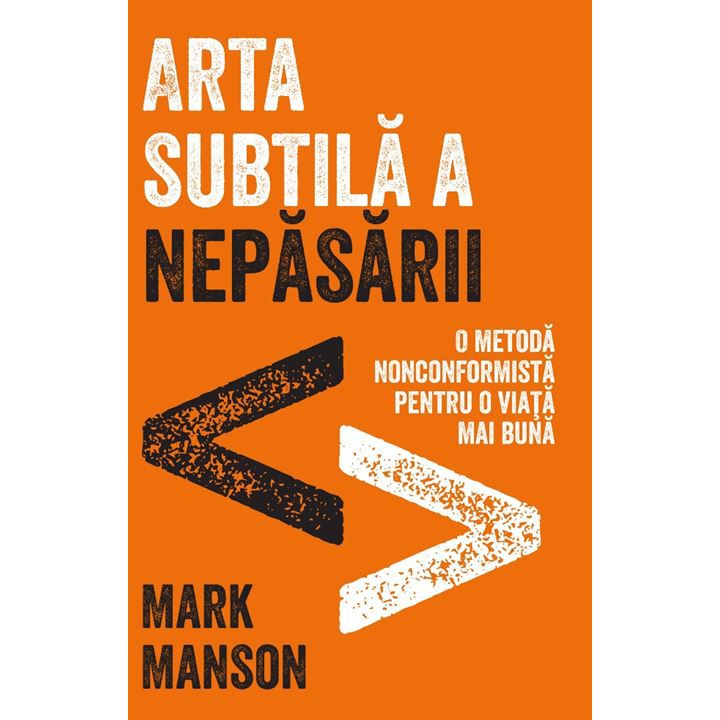 ARTA
SUBTILĂ A
NEPĂSĂRII
O METODĂ
NONCONFORMISTĂ
PENTRU O VIAȚĂ
MAI BUNĂ
MARK
MANSON